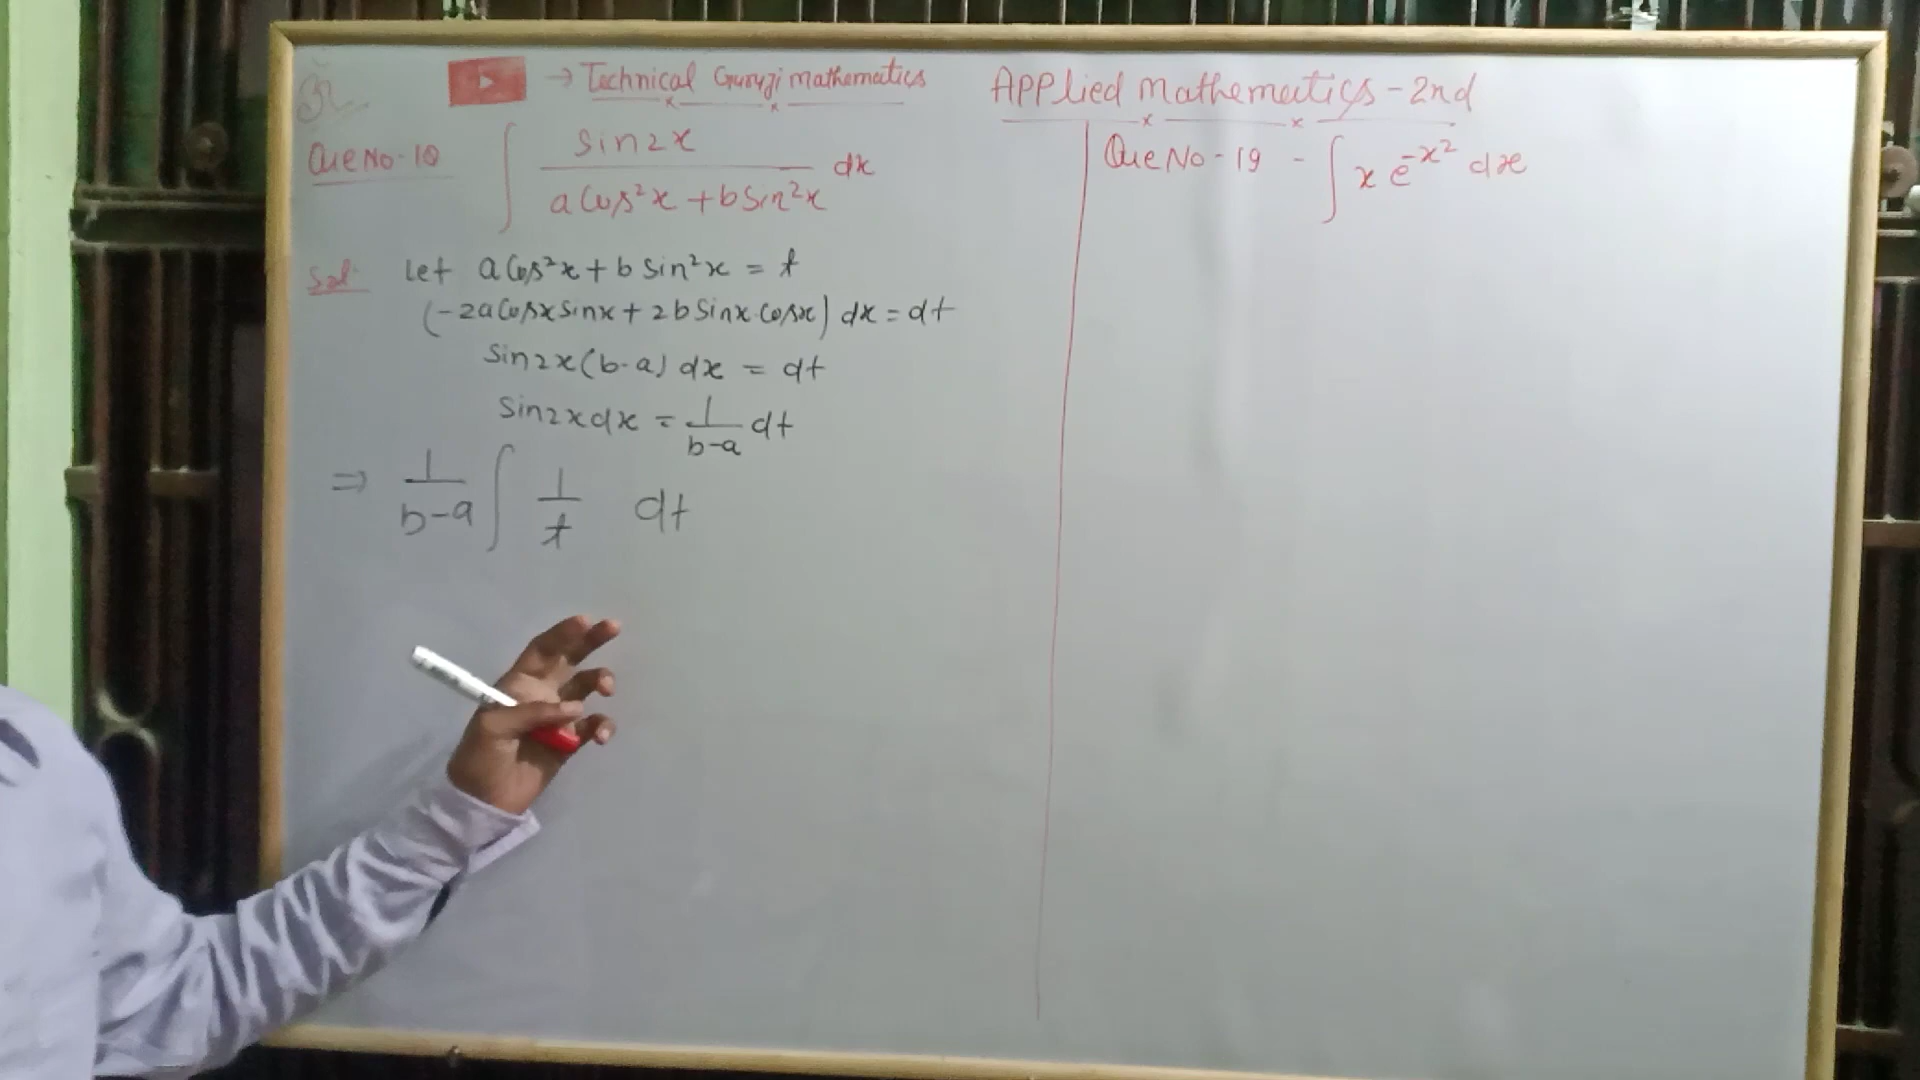 → Technical Guruji mathematics
APPlied mathematics - 2nd
Que No - 10 ∫ sin2x / (a Cos²x + b Sin²x) dx
Sol. Let a Cos²x + b sin²x = t
(-2a Cosx sinx + 2b Sinx. Cosx) dx = dt
Sin2x (b-a) dx = dt
Sin2x dx = 1/(b-a) dt
⇒ 1/(b-a) ∫ 1/t dt
Que No - 19 - ∫ x e^-x² dx